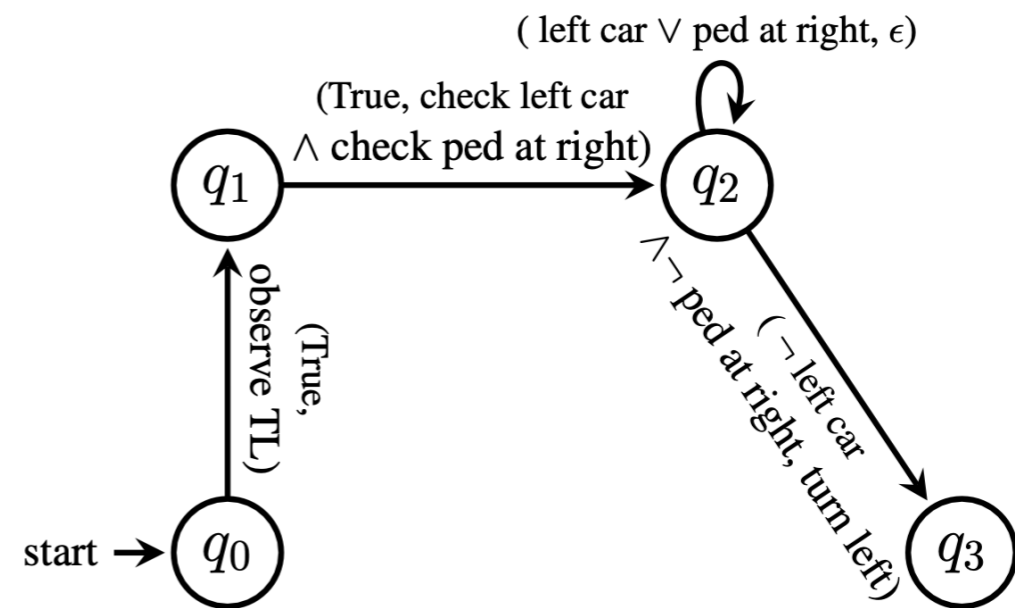 ( left car ∨ ped at right, ϵ)
(True, check left car
∧ check ped at right)
q₁
q₂
(True,
observe TL)
( ¬ left car
∧¬ ped at right, turn left)
start
q₀
q₃